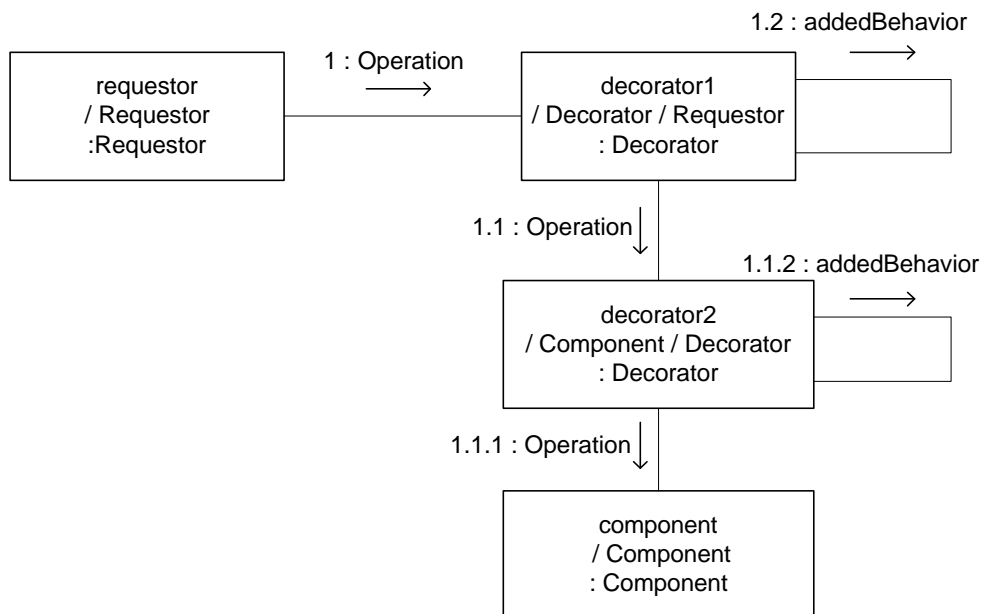 1.2 : addedBehavior
1 : Operation
requestor
/ Requestor
:Requestor
decorator1
/ Decorator / Requestor
: Decorator
1.1 : Operation
1.1.2 : addedBehavior
decorator2
/ Component / Decorator
: Decorator
1.1.1 : Operation
component
/ Component
: Component